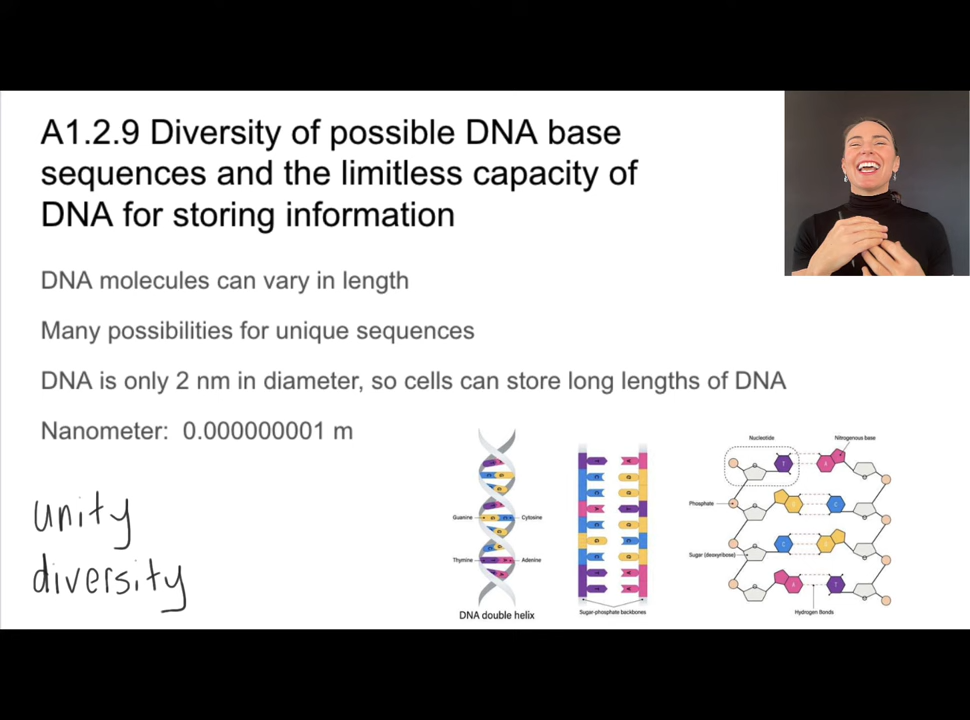 A1.2.9 Diversity of possible DNA base
sequences and the limitless capacity of
DNA for storing information
DNA molecules can vary in length
Many possibilities for unique sequences
DNA is only 2 nm in diameter, so cells can store long lengths of DNA
Nanometer: 0.000000001 m
unity
diversity
Guanine
Cytosine
Thymine
Adenine
DNA double helix
Sugar-phosphate backbones
Nucleotide
Nitrogenous base
Phosphate
Sugar (deoxyribose)
Hydrogen Bonds